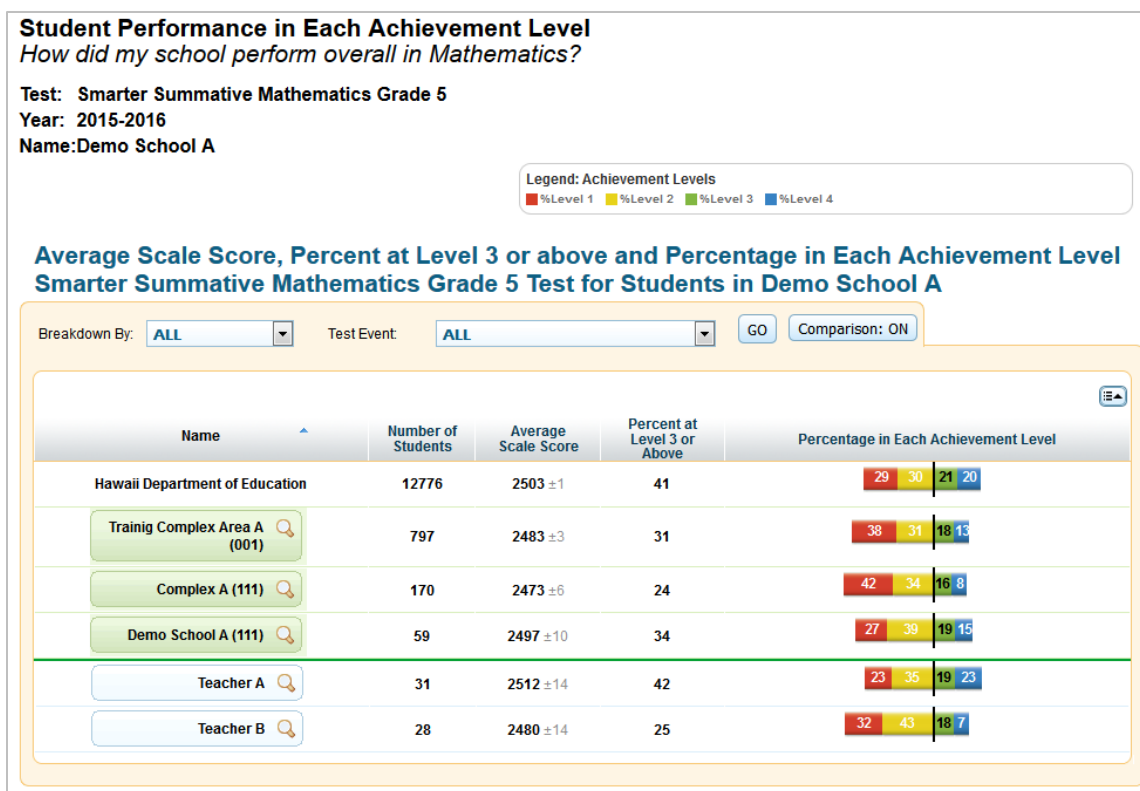 Student Performance in Each Achievement Level
How did my school perform overall in Mathematics?
Test: Smarter Summative Mathematics Grade 5
Year: 2015-2016
Name:Demo School A
Legend: Achievement Levels
%Level 1 %Level 2 %Level 3 %Level 4
Average Scale Score, Percent at Level 3 or above and Percentage in Each Achievement Level
Smarter Summative Mathematics Grade 5 Test for Students in Demo School A
Breakdown By: ALL Test Event: ALL GO Comparison: ON
Name Number of Students Average Scale Score Percent at Level 3 or Above Percentage in Each Achievement Level
Hawaii Department of Education 12776 2503 ±1 41 29 30 21 20
Trainig Complex Area A
(001) 797 2483 ±3 31 38 31 18 13
Complex A (111) 170 2473 ±6 24 42 34 16 8
Demo School A (111) 59 2497 ±10 34 27 39 19 15
Teacher A 31 2512 ±14 42 23 35 19 23
Teacher B 28 2480 ±14 25 32 43 18 7